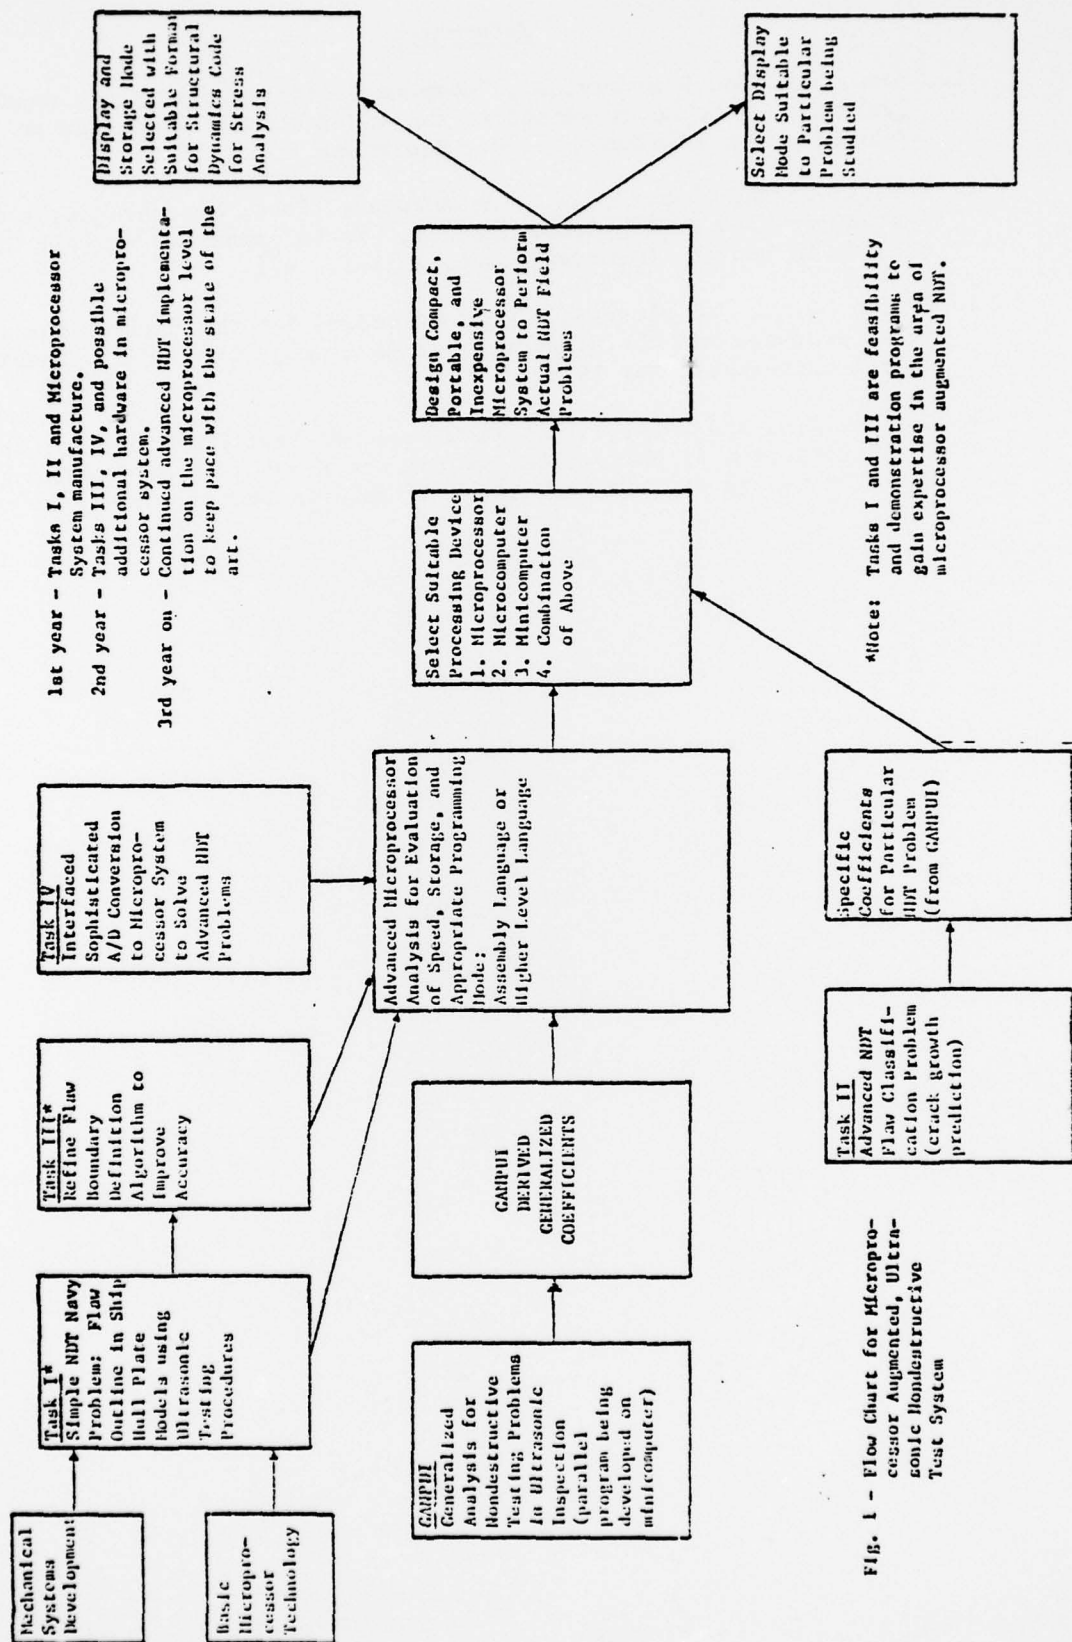 Mechanical
Systems
Development
Basic
Micropro-
cessor
Technology
Task I*
Simple NDT Navy
Problem: Flaw
Outline in Ship
Hull Plate
Models using
Ultrasonic
Testing
Procedures
Task III*
Refine Flaw
Boundary
Definition
Algorithm to
Improve
Accuracy
Task IV
Interfaced
Sophisticated
A/D Conversion
to Micropro-
cessor System
to Solve
Advanced NDT
Problems
1st year - Tasks I, II and Microprocessor
System manufacture.
2nd year - Tasks III, IV, and possible
additional hardware in micropro-
cessor system.
3rd year on - Continued advanced NDT implementa-
tion on the microprocessor level
to keep pace with the state of the
art.
Display and
Storage Mode
Selected with
Suitable Format
for Structural
Dynamics Code
for Stress
Analysis
GANPUI
Generalized
Analysis for
Nondestructive
Testing Problems
in Ultrasonic
Inspection
(parallel
program being
developed on
minicomputer)
GANPUI
DERIVED
GENERALIZED
COEFFICIENTS
Advanced Microprocessor
Analysis for Evaluation
of Speed, Storage, and
Appropriate Programming
Mode:
Assembly Language or
Higher Level Language
Select Suitable
Processing Device
1. Microprocessor
2. Microcomputer
3. Minicomputer
4. Combination
of Above
Design Compact,
Portable, and
Inexpensive
Microprocessor
System to Perform
Actual NDT Field
Problems
Select Display
Mode Suitable
to Particular
Problem being
Studied
Task II
Advanced NDT
Flaw Classifi-
cation Problem
(crack growth
prediction)
Specific
Coefficients
for Particular
NDT Problem
(from GANPUI)
*Note: Tasks I and III are feasibility
and demonstration programs to
gain expertise in the area of
microprocessor augmented NDT.
Fig. 1 - Flow Chart for Micropro-
cessor Augmented, Ultra-
sonic Nondestructive
Test System